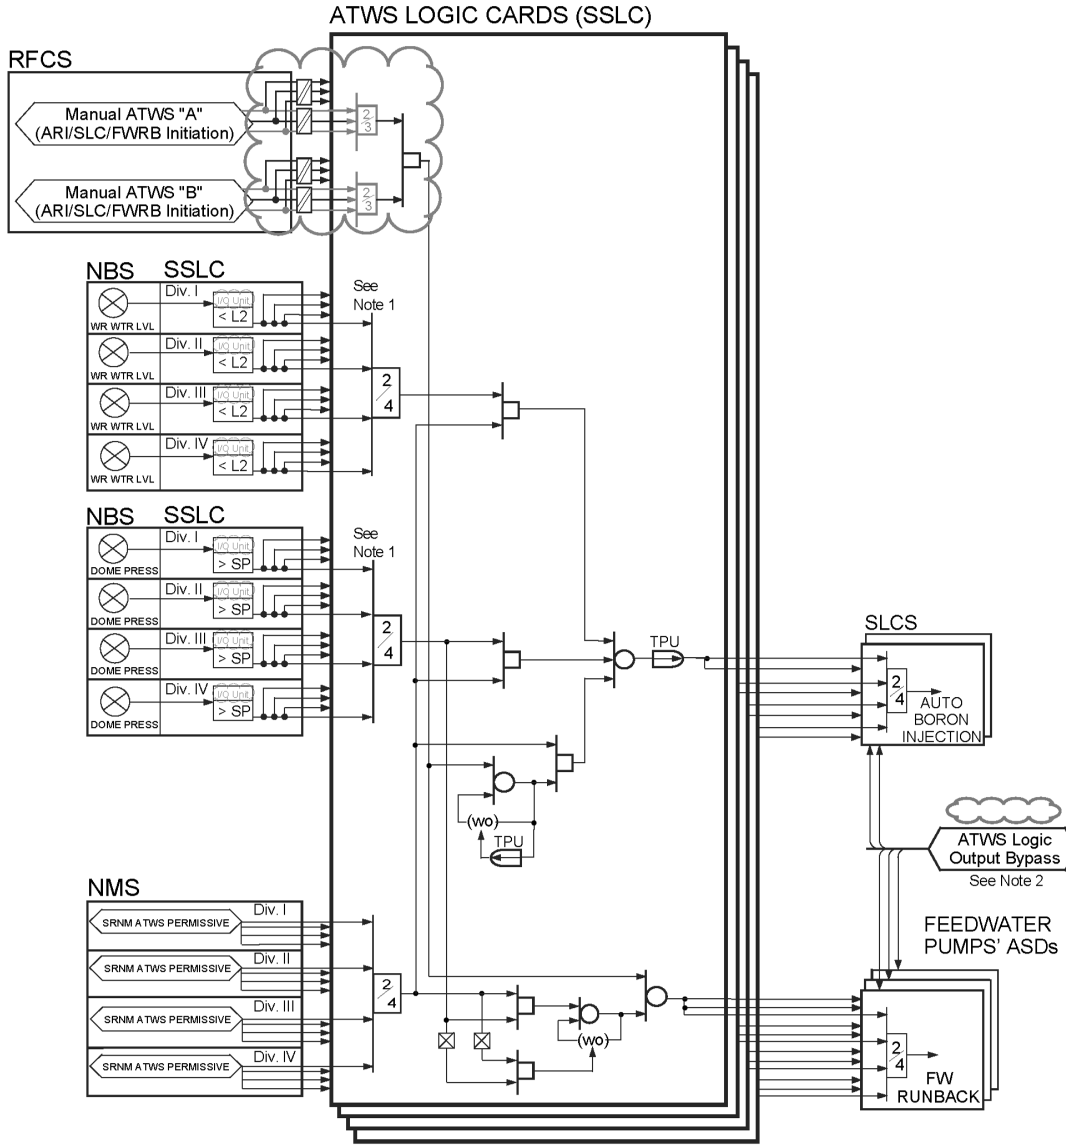 ATWS LOGIC CARDS (SSLC)
RFCS
Manual ATWS "A"
(ARI/SLC/FWRB Initiation)
2
3
Manual ATWS "B"
(ARI/SLC/FWRB Initiation)
2
3
NBS SSLC
Div. I
I/Q Unit
< L2
WR WTR LVL
Div. II
I/Q Unit
< L2
WR WTR LVL
Div. III
I/Q Unit
< L2
WR WTR LVL
Div. IV
I/Q Unit
< L2
WR WTR LVL
See
Note 1
2
4
NBS SSLC
Div. I
I/Q Unit
> SP
DOME PRESS
Div. II
I/Q Unit
> SP
DOME PRESS
Div. III
I/Q Unit
> SP
DOME PRESS
Div. IV
I/Q Unit
> SP
DOME PRESS
See
Note 1
2
4
TPU
(wo)
TPU
SLCS
2
4
AUTO
BORON
INJECTION
ATWS Logic
Output Bypass
See Note 2
NMS
SRNM ATWS PERMISSIVE
Div. I
SRNM ATWS PERMISSIVE
Div. II
SRNM ATWS PERMISSIVE
Div. III
SRNM ATWS PERMISSIVE
Div. IV
2
4
(wo)
FEEDWATER
PUMPS' ASDs
2
4
FW
RUNBACK